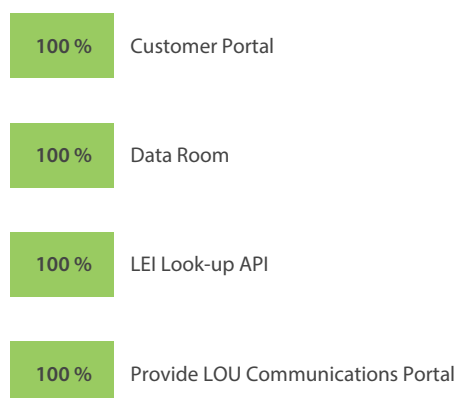 100 % Customer Portal
100 % Data Room
100 % LEI Look-up API
100 % Provide LOU Communications Portal